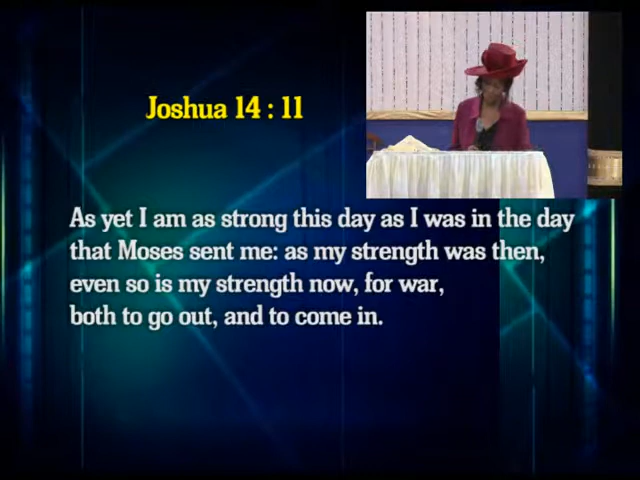 Joshua 14 : 11
As yet I am as strong this day as I was in the day
that Moses sent me: as my strength was then,
even so is my strength now, for war,
both to go out, and to come in.